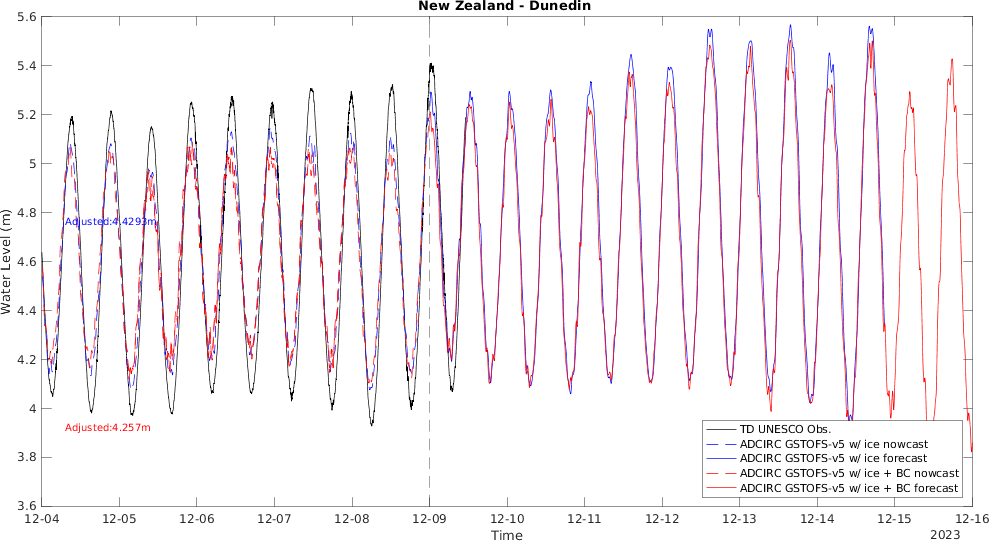 New Zealand - Dunedin
5.6
5.4
5.2
5
4.8
4.6
4.4
4.2
4
3.8
3.6
Water Level (m)
Adjusted:4.4293m
Adjusted:4.257m
TD UNESCO Obs.
ADCIRC GSTOFS-v5 w/ ice nowcast
ADCIRC GSTOFS-v5 w/ ice forecast
ADCIRC GSTOFS-v5 w/ ice + BC nowcast
ADCIRC GSTOFS-v5 w/ ice + BC forecast
12-04 12-05 12-06 12-07 12-08 12-09 12-10 12-11 12-12 12-13 12-14 12-15 12-16
Time
2023